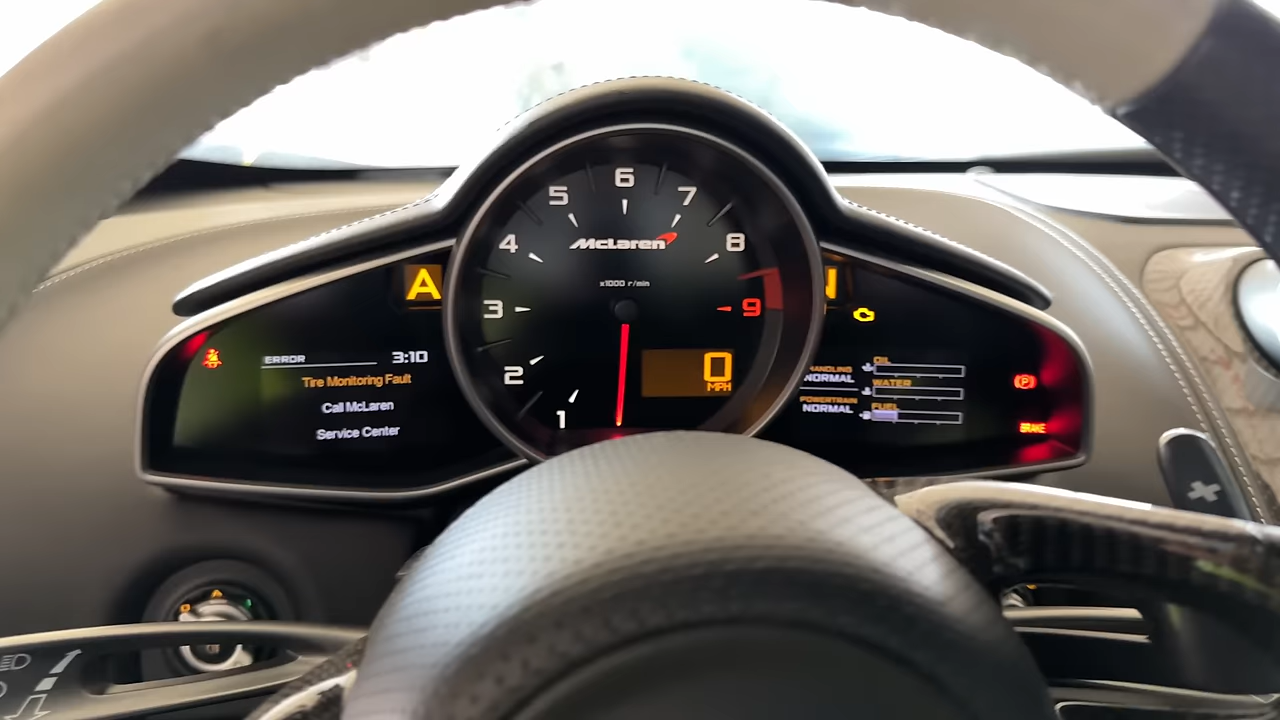 6
5
7
4
McLaren
8
A
N
x1000 r/min
3
9
ERROR
3:10
OIL
0
MPH
Tire Monitoring Fault
HANDLING
NORMAL
WATER
2
(P)
Call McLaren
POWERTRAIN
NORMAL
FUEL
1
Service Center
BRAKE
A